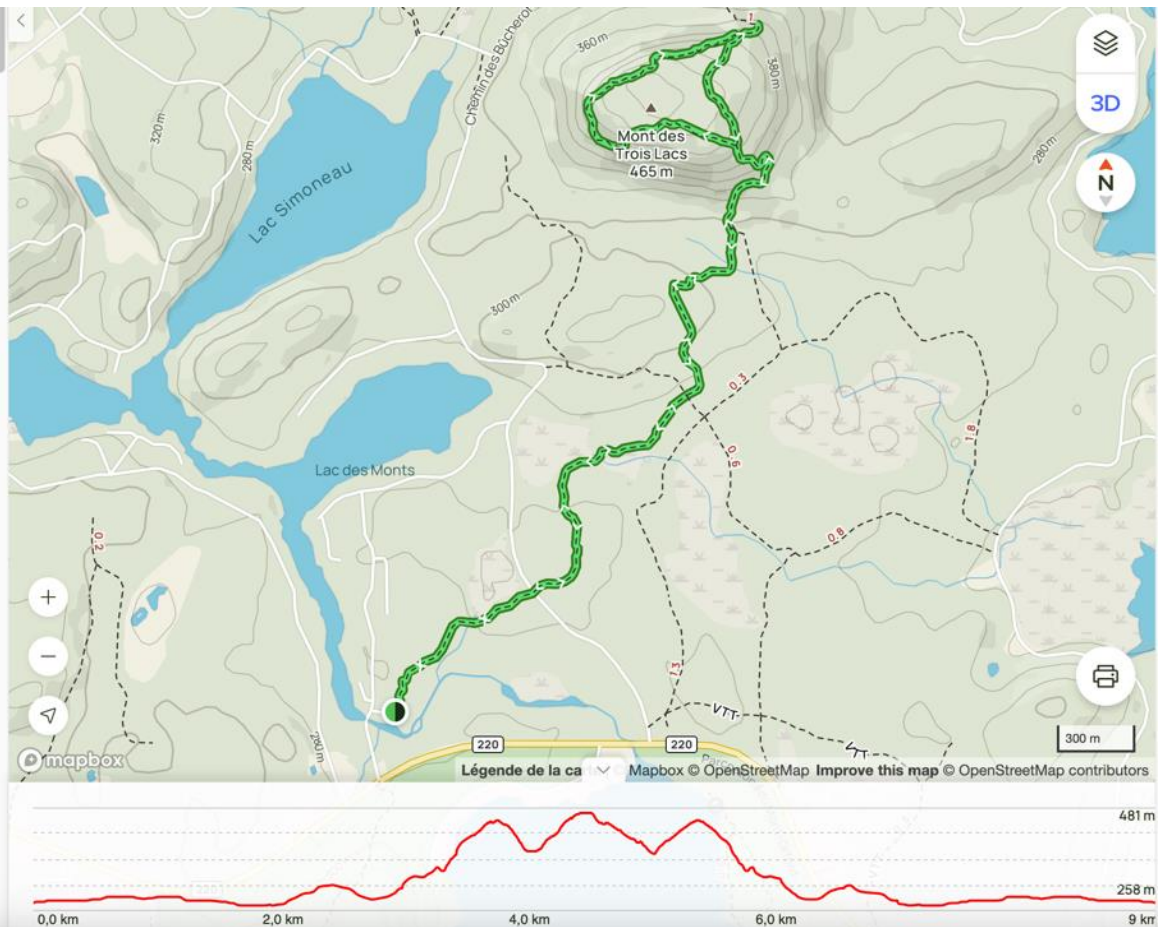 1
360 m
380 m
Chemin des Bûcheron
320 m
280 m
Lac Simoneau
Mont des
Trois Lacs
465 m
280 m
3D
N
300 m
0.3
Lac des Monts
0.6
1.8
0.2
0.8
1.3
VTT
VTT
280 m
220
220
300 m
mapbox
Légende de la ca
Mapbox © OpenStreetMap Improve this map © OpenStreetMap contributors
481 m
258 m
0,0 km
2,0 km
4,0 km
6,0 km
9 km